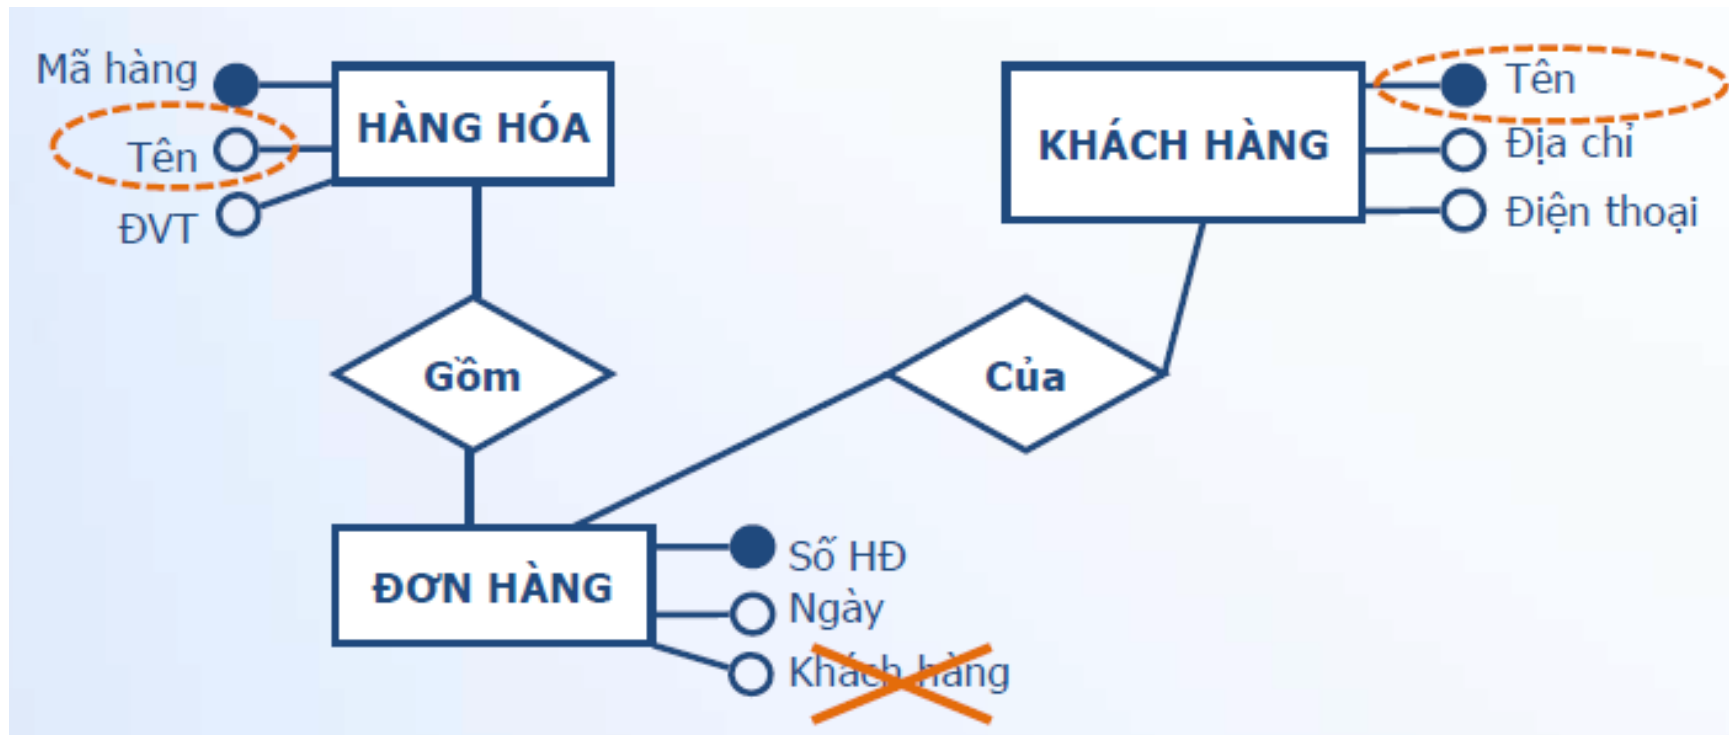 Mã hàng
Tên
ĐVT
HÀNG HÓA
KHÁCH HÀNG
Tên
Địa chỉ
Điện thoại
Gồm
Của
ĐƠN HÀNG
Số HĐ
Ngày
Khách hàng